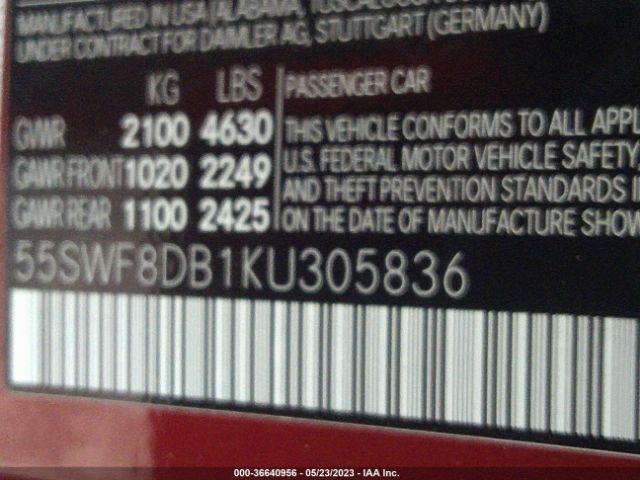 MANUFACTURED IN USA (ALABAMA,
UNDER CONTRACT FOR DAIMLER AG, STUTTGART (GERMANY)
KG LBS
GVWR 2100 4630
GAWR FRONT 1020 2249
GAWR REAR 1100 2425
PASSENGER CAR
THIS VEHICLE CONFORMS TO ALL APPL
U.S. FEDERAL MOTOR VEHICLE SAFETY,
AND THEFT PREVENTION STANDARDS I
ON THE DATE OF MANUFACTURE SHOW
55SWF8DB1KU305836
000-36640956 - 05/23/2023 - IAA Inc.